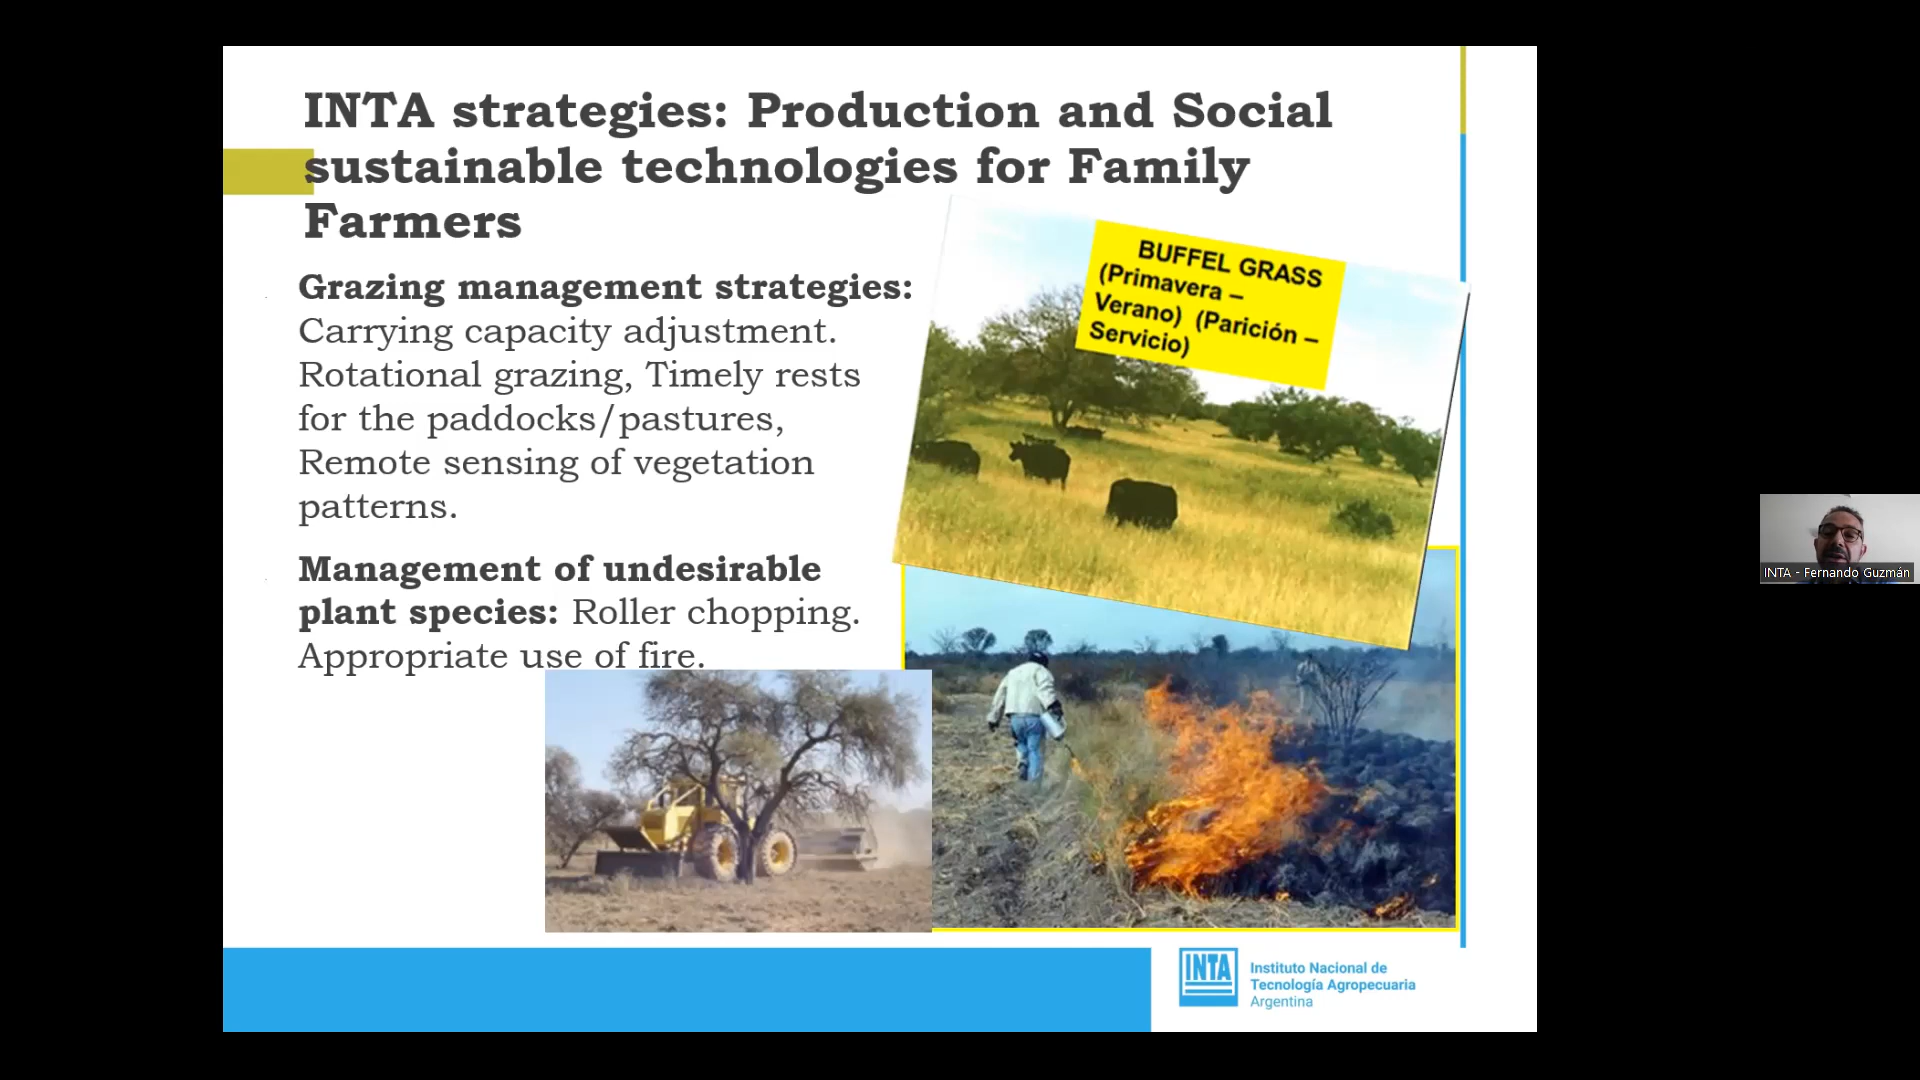 INTA strategies: Production and Social
sustainable technologies for Family
Farmers
Grazing management strategies:
Carrying capacity adjustment.
Rotational grazing, Timely rests
for the paddocks/pastures,
Remote sensing of vegetation
patterns.
Management of undesirable
plant species: Roller chopping.
Appropriate use of fire.
BUFFEL GRASS
(Primavera –
Verano) (Parición –
Servicio)
INTA
Instituto Nacional de
Tecnología Agropecuaria
Argentina
INTA - Fernando Guzmán